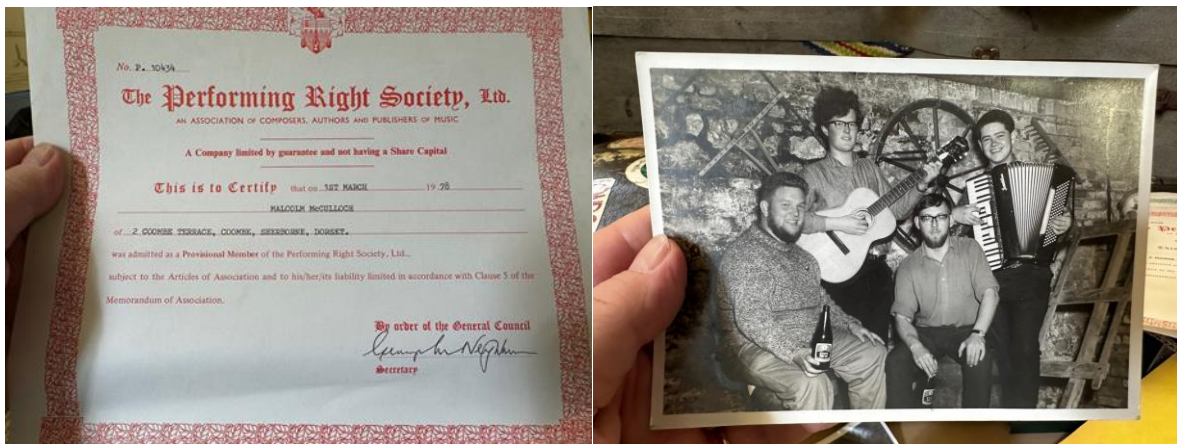 No. P. 10434
The Performing Right Society, Ltd.
AN ASSOCIATION OF COMPOSERS, AUTHORS AND PUBLISHERS OF MUSIC
A Company limited by guarantee and not having a Share Capital
This is to Certify that on 1ST MARCH 1978
MALCOLM McCULLOCH
of 2 COOMBE TERRACE, COOMBE, SHERBORNE, DORSET.
was admitted as a Provisional Member of the Performing Right Society, Ltd.,
subject to the Articles of Association and to his/her/its liability limited in accordance with Clause 5 of the
Memorandum of Association.
By order of the General Council
Secretary